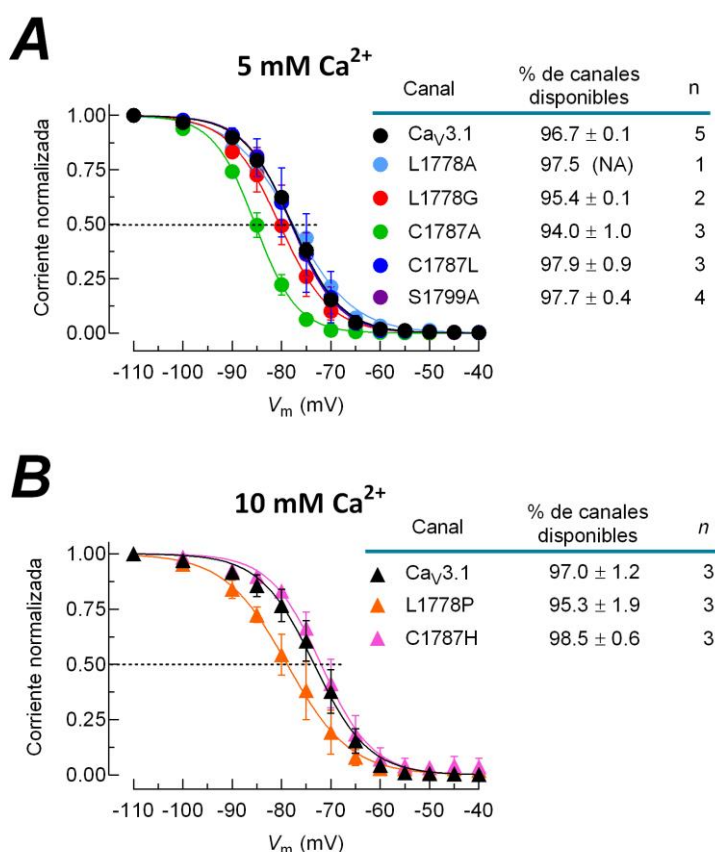 A
5 mM Ca²⁺
Canal % de canales disponibles n
CaV3.1 96.7 ± 0.1 5
L1778A 97.5 (NA) 1
L1778G 95.4 ± 0.1 2
C1787A 94.0 ± 1.0 3
C1787L 97.9 ± 0.9 3
S1799A 97.7 ± 0.4 4
Corriente normalizada
1.00
0.75
0.50
0.25
0.00
-110 -100 -90 -80 -70 -60 -50 -40
Vm (mV)
B
10 mM Ca²⁺
Canal % de canales disponibles n
CaV3.1 97.0 ± 1.2 3
L1778P 95.3 ± 1.9 3
C1787H 98.5 ± 0.6 3
Corriente normalizada
1.00
0.75
0.50
0.25
0.00
-110 -100 -90 -80 -70 -60 -50 -40
Vm (mV)